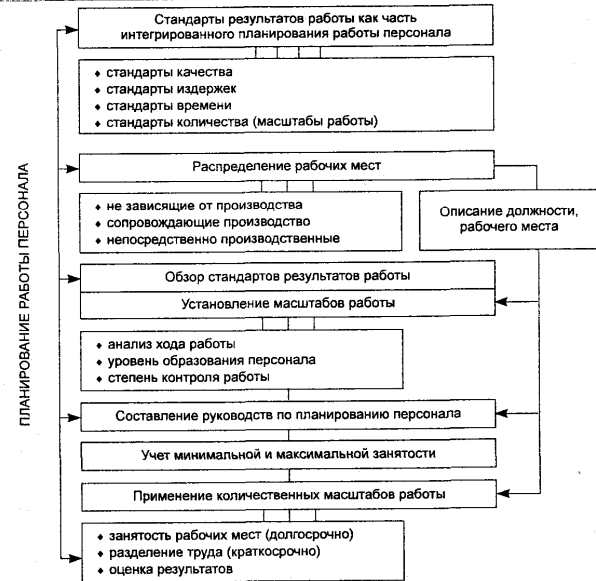 Стандарты результатов работы как часть
интегрированного планирования работы персонала
♦ стандарты качества
♦ стандарты издержек
♦ стандарты времени
♦ стандарты количества (масштабы работы)
Распределение рабочих мест
♦ не зависящие от производства
♦ сопровождающие производство
♦ непосредственно производственные
Описание должности,
рабочего места
ПЛАНИРОВАНИЕ РАБОТЫ ПЕРСОНАЛА
Обзор стандартов результатов работы
Установление масштабов работы
♦ анализ хода работы
♦ уровень образования персонала
♦ степень контроля работы
Составление руководств по планированию персонала
Учет минимальной и максимальной занятости
Применение количественных масштабов работы
♦ занятость рабочих мест (долгосрочно)
♦ разделение труда (краткосрочно)
♦ оценка результатов